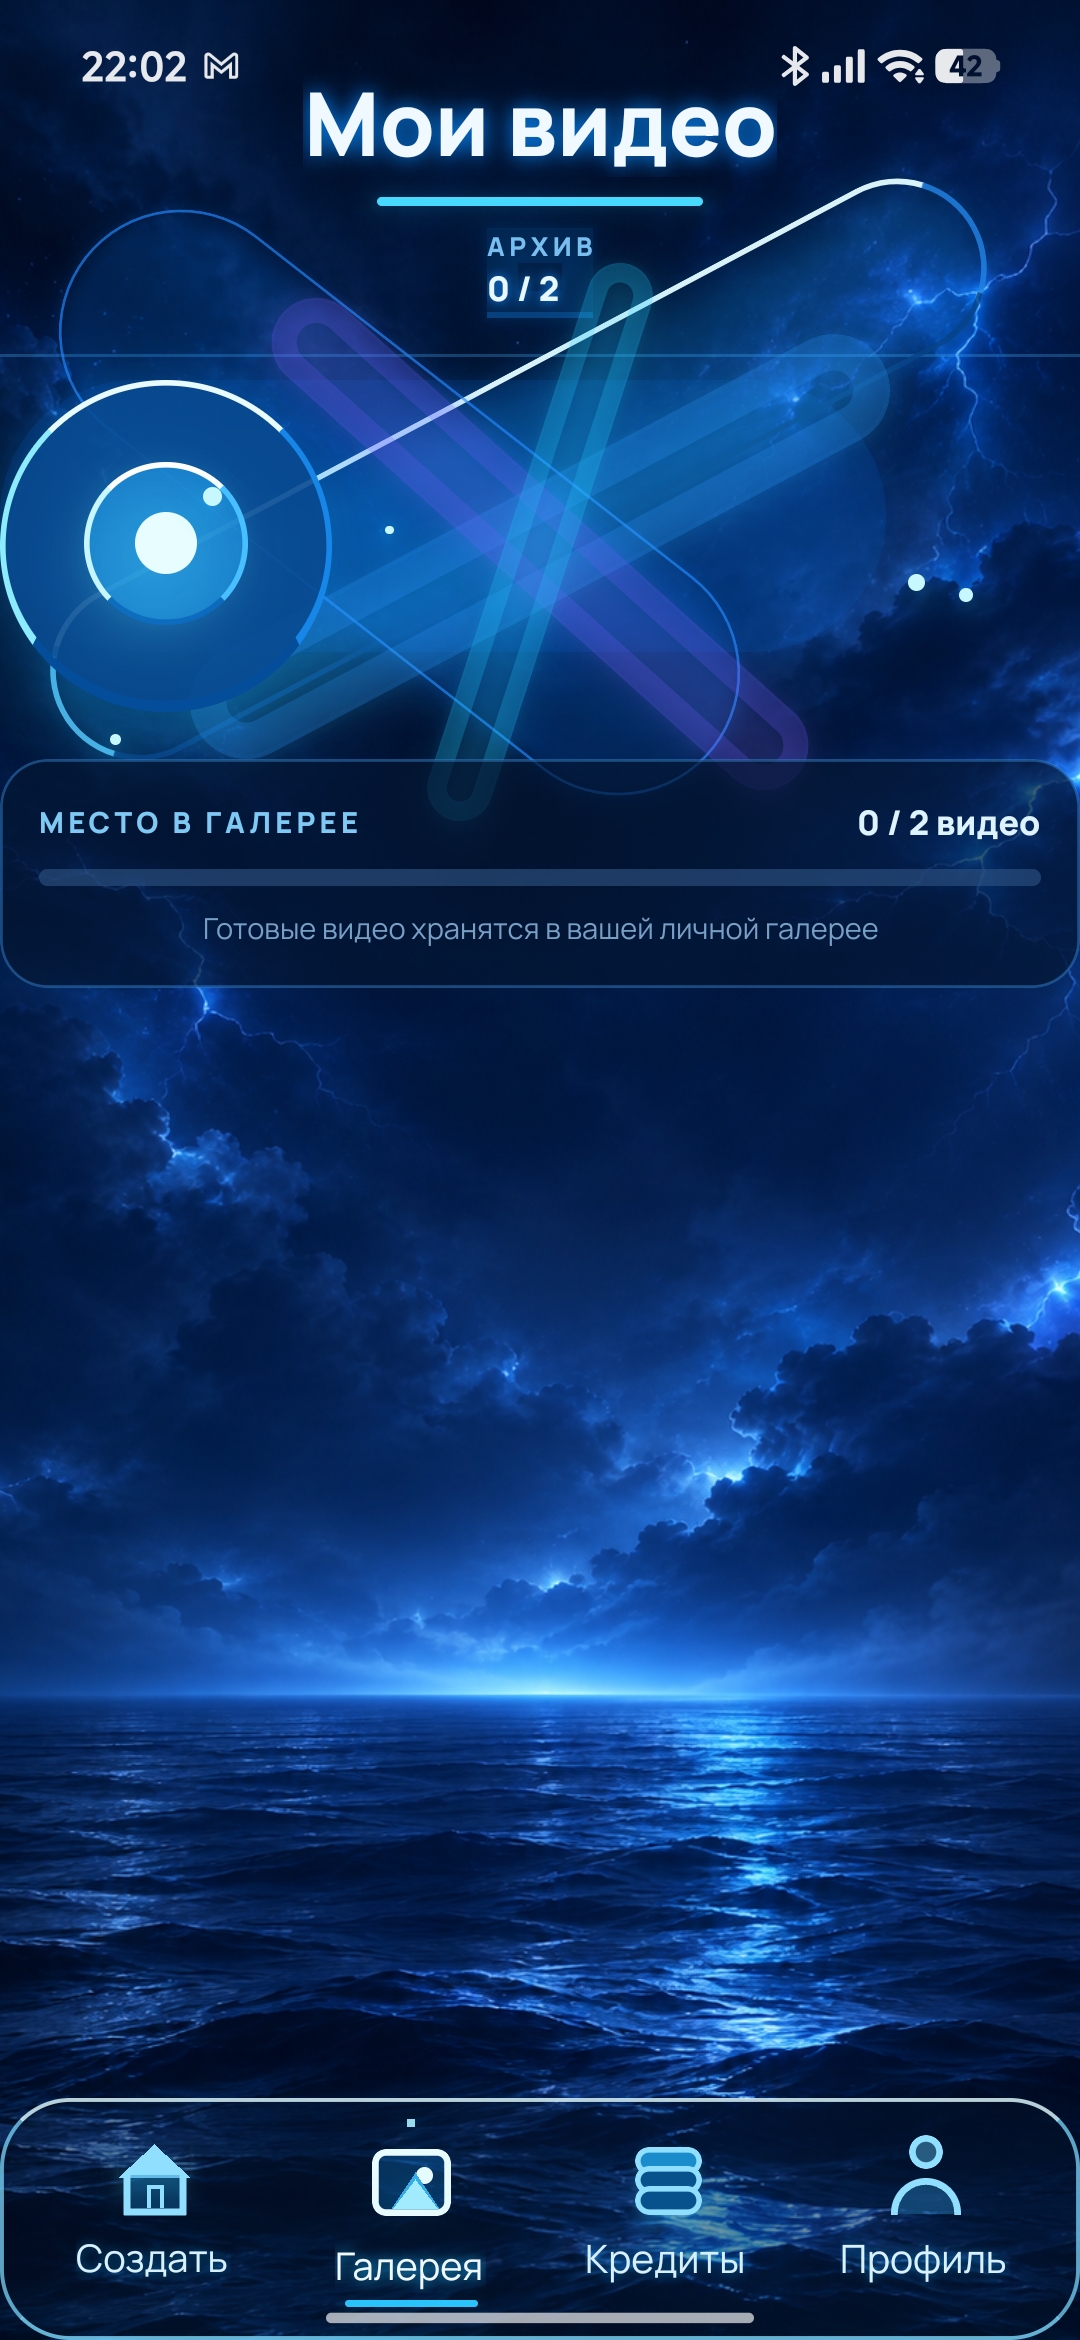 22:02
42
Мои видео
АРХИВ
0 / 2
МЕСТО В ГАЛЕРЕЕ
0 / 2 видео
Готовые видео хранятся в вашей личной галерее
Создать
Галерея
Кредиты
Профиль